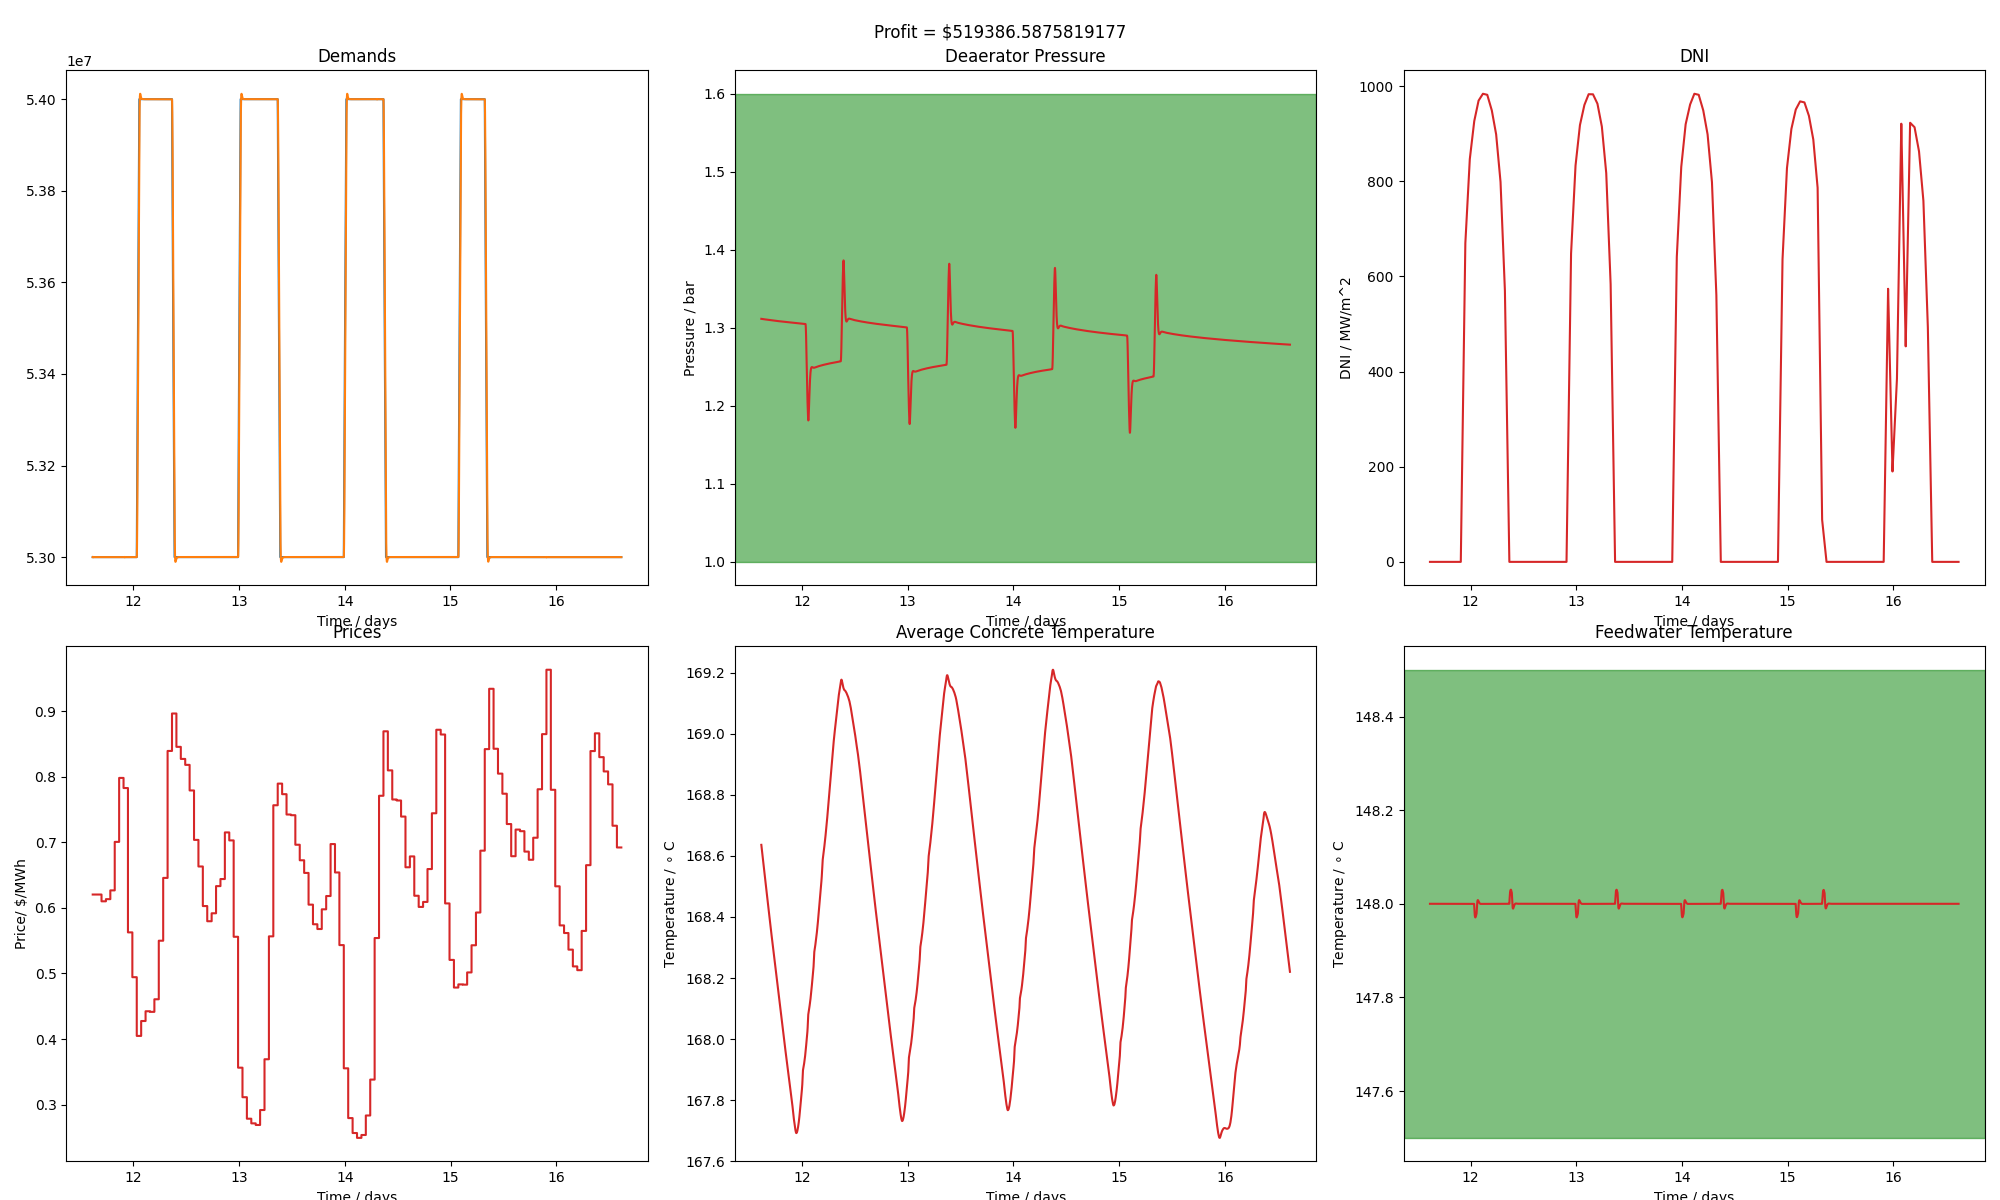 Profit = $519386.5875819177
Demands
1e7
5.40
5.38
5.36
5.34
5.32
5.30
12 13 14 15 16
Time / days
Deaerator Pressure
Pressure / bar
1.6
1.5
1.4
1.3
1.2
1.1
1.0
12 13 14 15 16
Time / days
DNI
DNI / MW/m^2
1000
800
600
400
200
0
12 13 14 15 16
Time / days
Prices
Price/ $/MWh
0.9
0.8
0.7
0.6
0.5
0.4
0.3
12 13 14 15 16
Time / days
Average Concrete Temperature
Temperature / ∘ C
169.2
169.0
168.8
168.6
168.4
168.2
168.0
167.8
167.6
12 13 14 15 16
Time / days
Feedwater Temperature
Temperature / ∘ C
148.4
148.2
148.0
147.8
147.6
12 13 14 15 16
Time / days